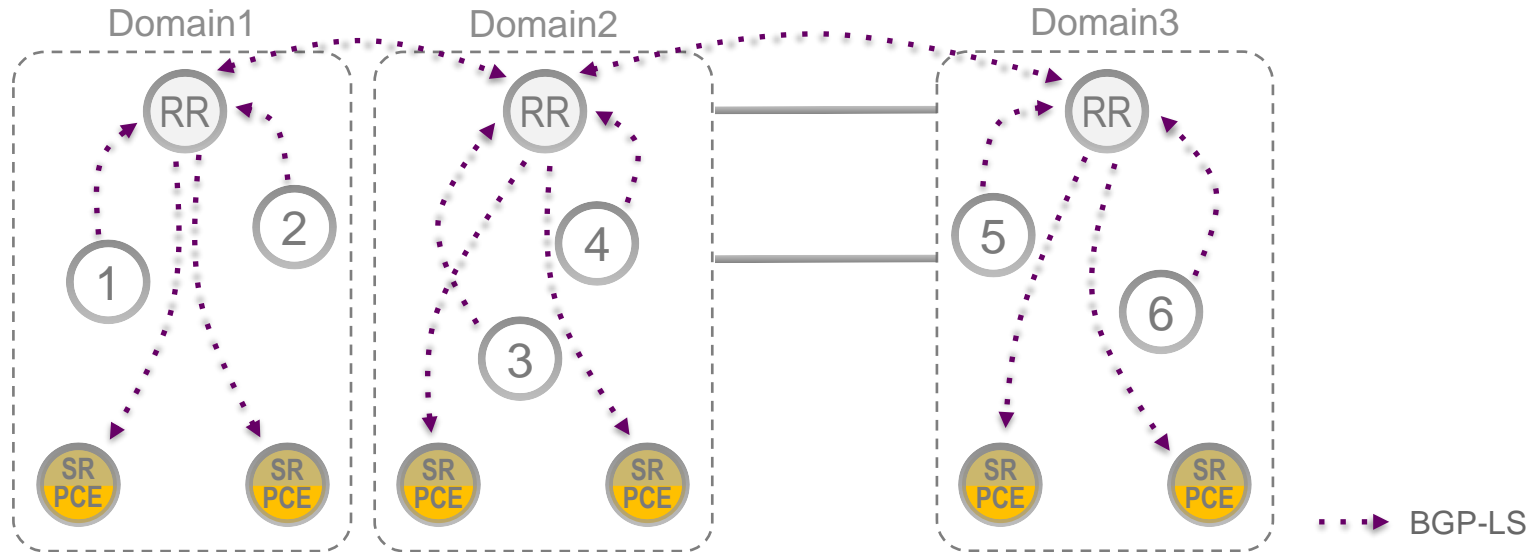 Domain1
Domain2
Domain3
RR
RR
RR
1
2
3
4
5
6
SR
PCE
SR
PCE
SR
PCE
SR
PCE
SR
PCE
SR
PCE
BGP-LS